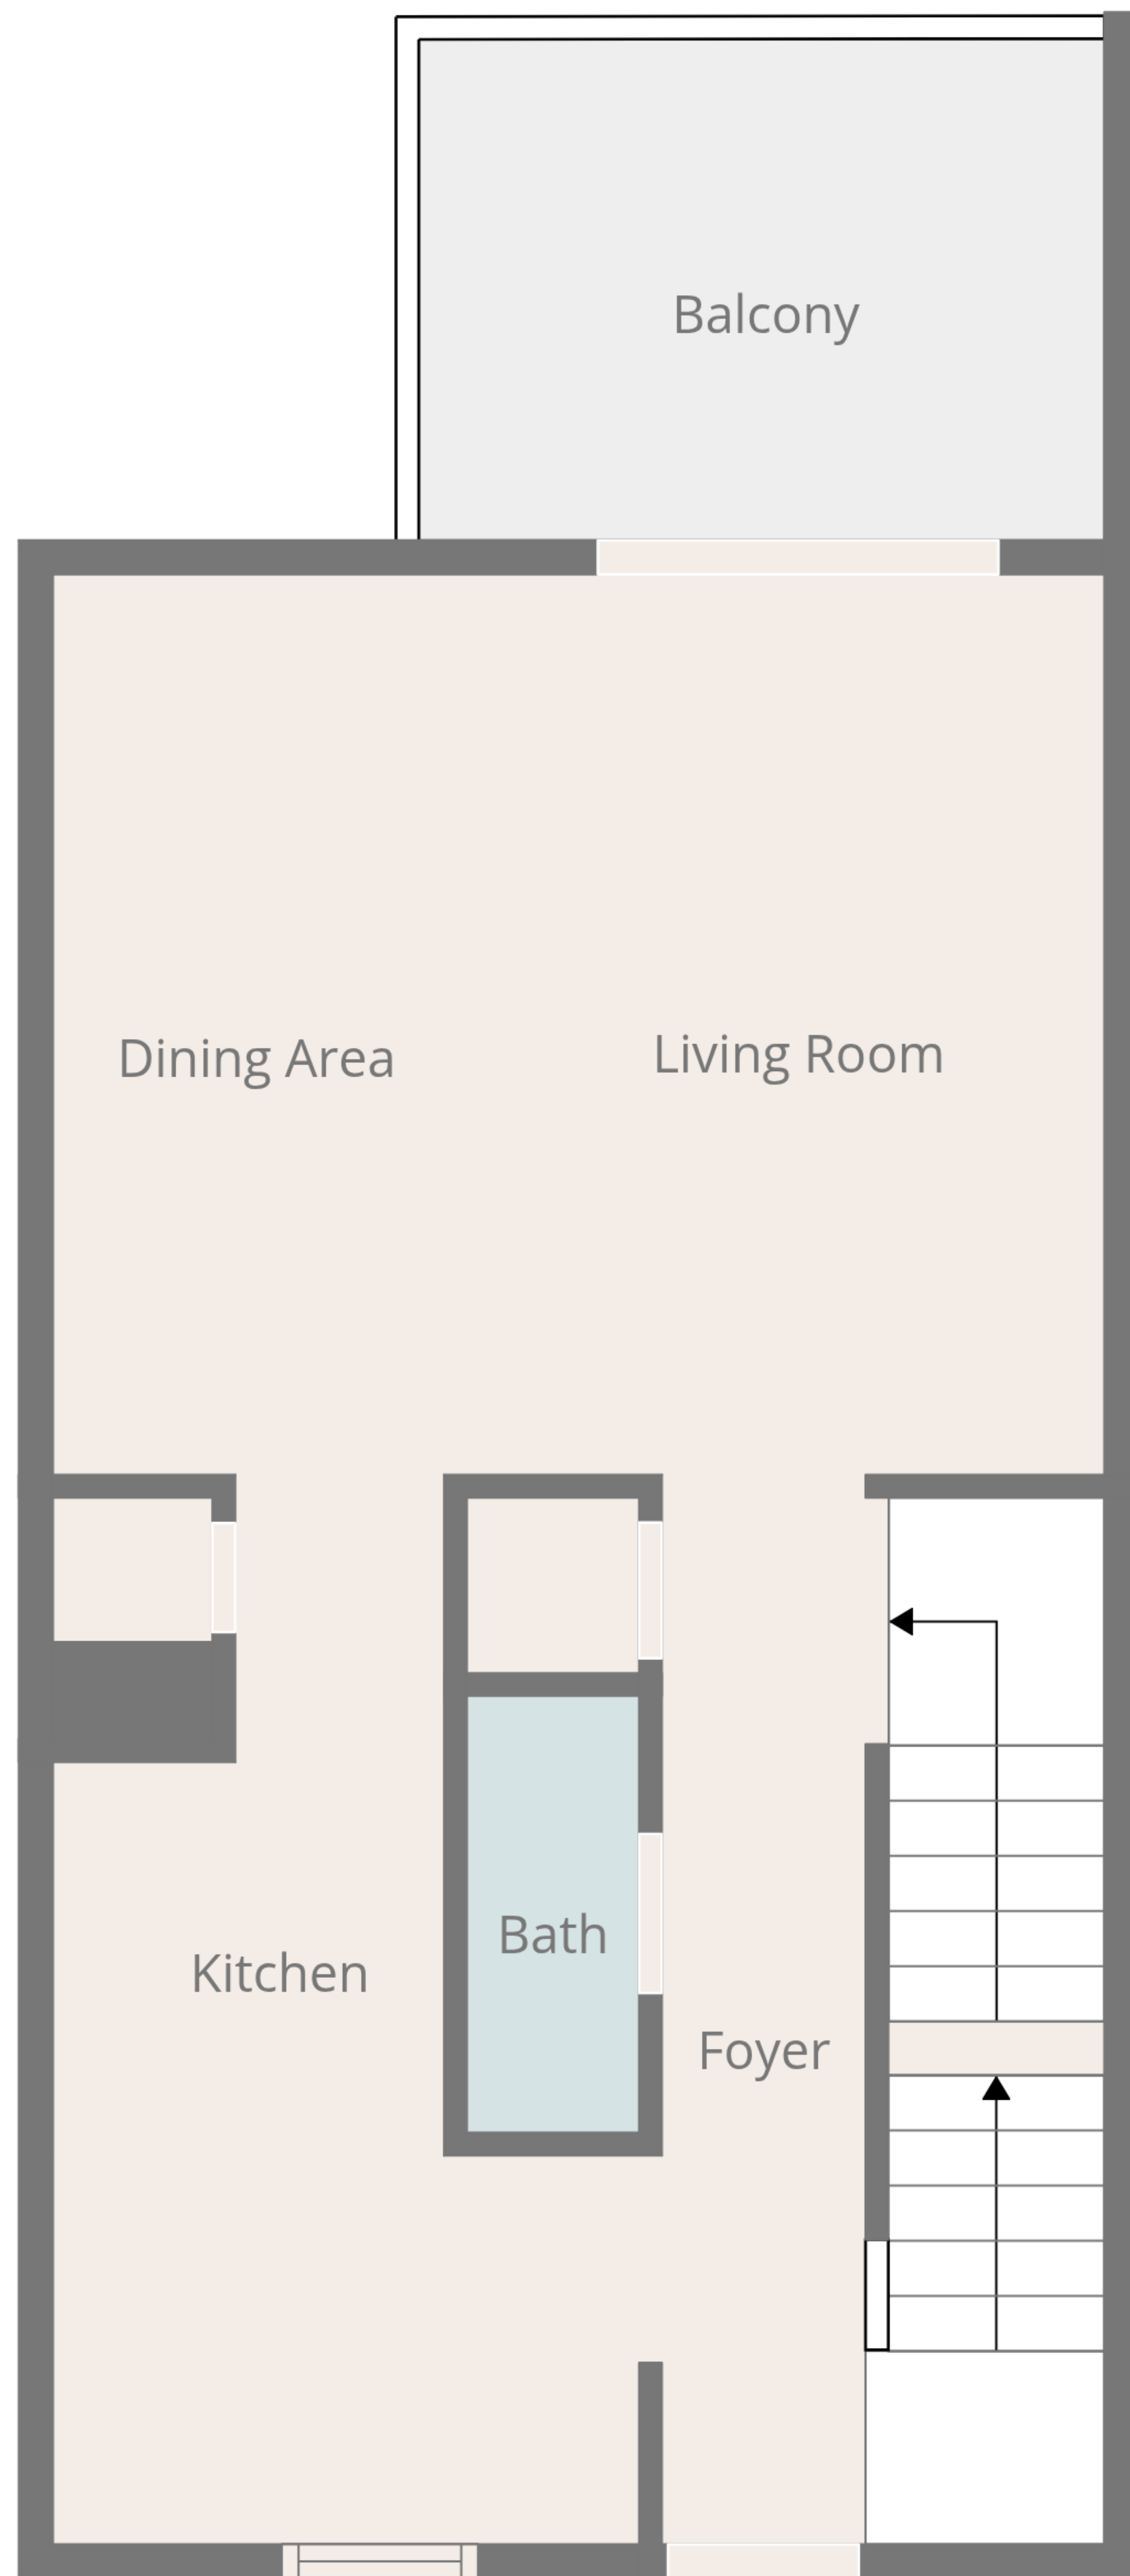 Balcony
Dining Area
Living Room
Bath
Kitchen
Foyer